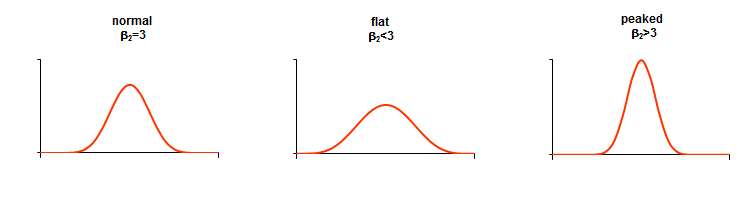 normal
β₂=3
flat
β₂<3
peaked
β₂>3